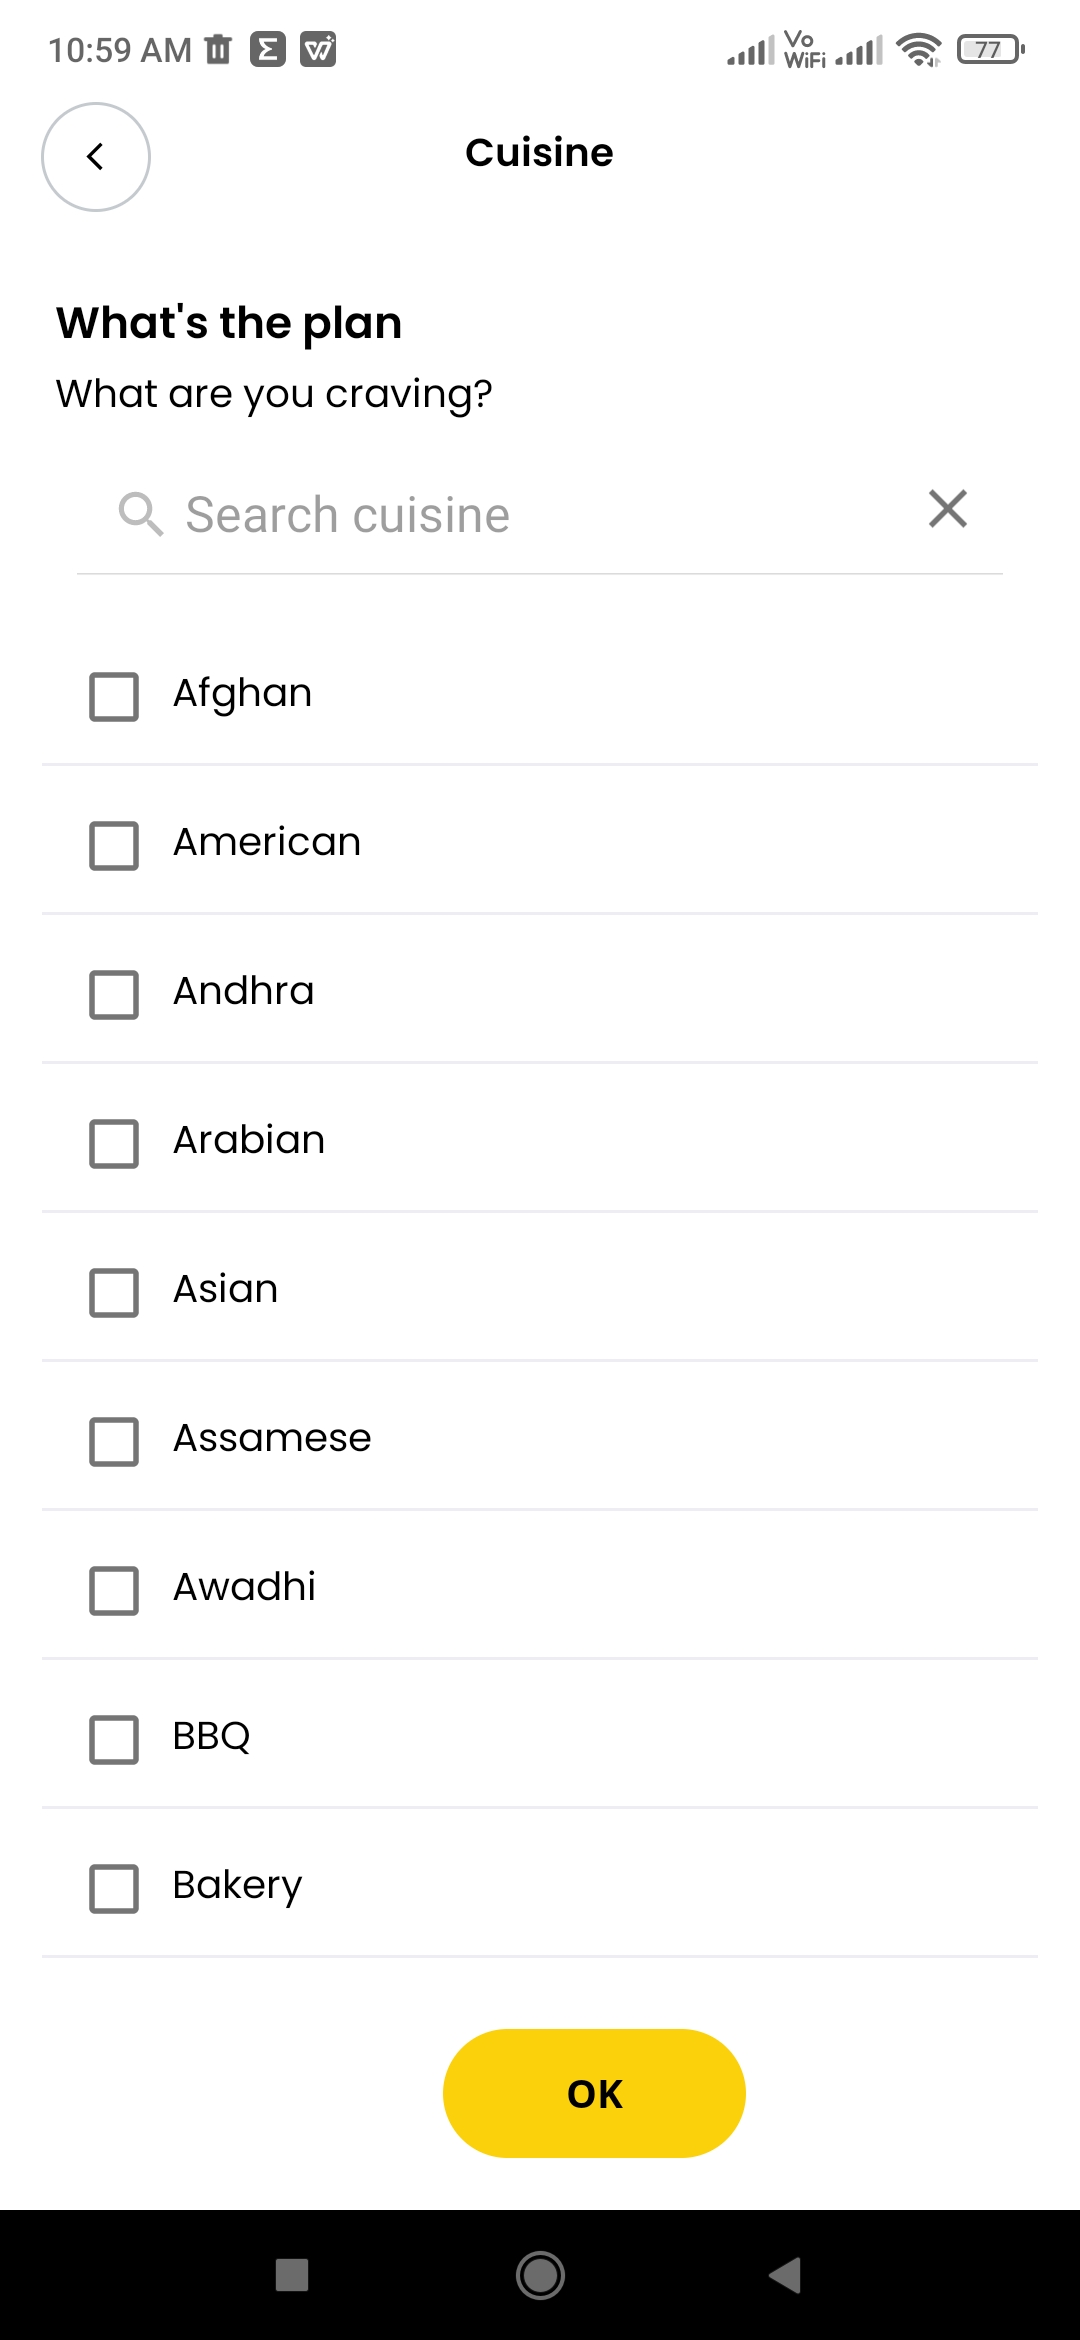 10:59 AM
Vo
WiFi
77
Cuisine
What's the plan
What are you craving?
Search cuisine
Afghan
American
Andhra
Arabian
Asian
Assamese
Awadhi
BBQ
Bakery
OK